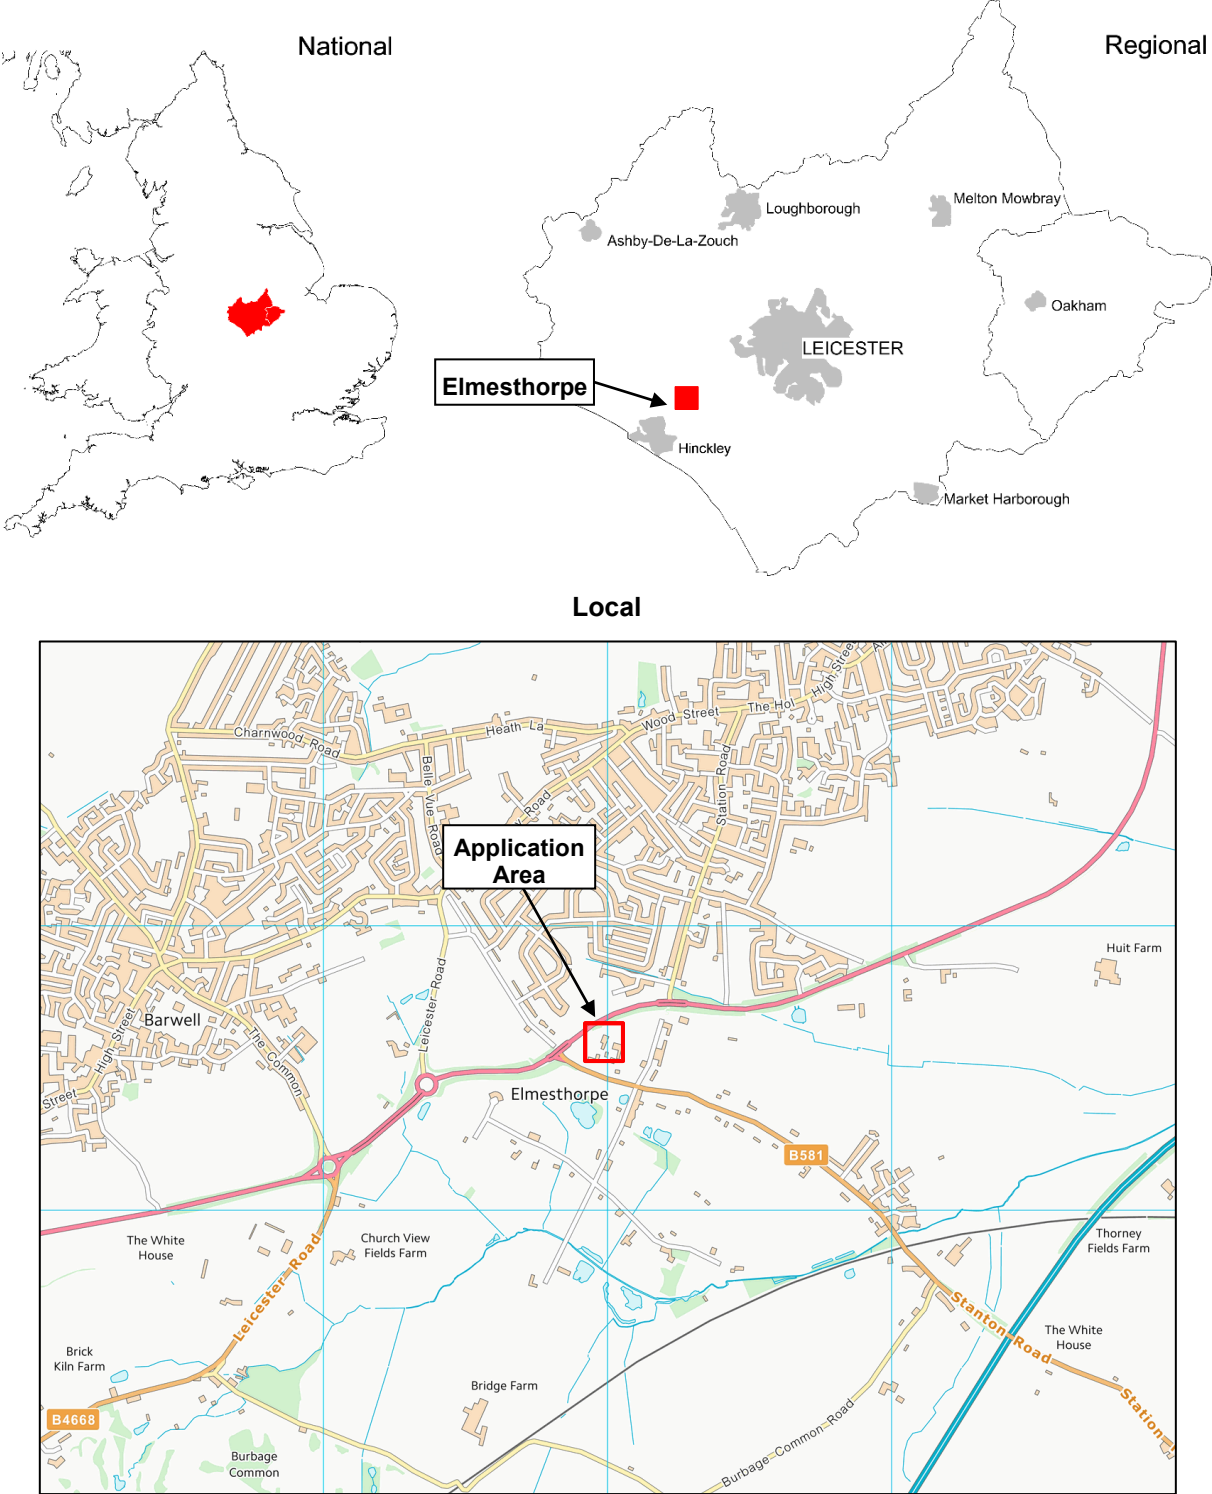 National
Regional
Loughborough
Melton Mowbray
Ashby-De-La-Zouch
Oakham
LEICESTER
Elmesthorpe
Hinckley
Market Harborough
Local
High Street
Wood Street
The Hol
Heath La
Charnwood Road
Station Road
Belle Vue Road
Road
Application
Area
Huit Farm
Leicester Road
Barwell
High Street
The Common
Street
Elmesthorpe
B581
The White
House
Church View
Fields Farm
Thorney
Fields Farm
Leicester Road
Stanton Road
The White
House
Brick
Kiln Farm
Bridge Farm
Station
B4668
Burbage Common Road
Burbage
Common